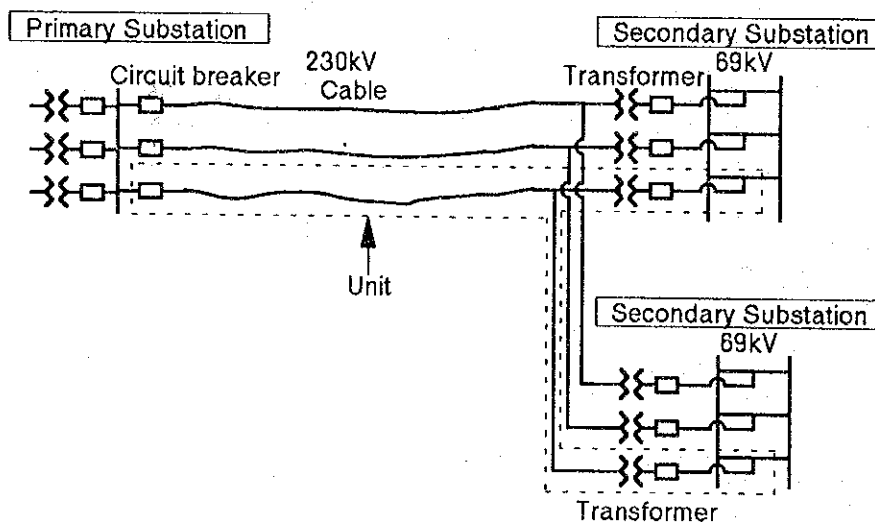 Primary Substation
Secondary Substation
69kV
Circuit breaker
230kV
Cable
Transformer
Unit
Secondary Substation
69kV
Transformer